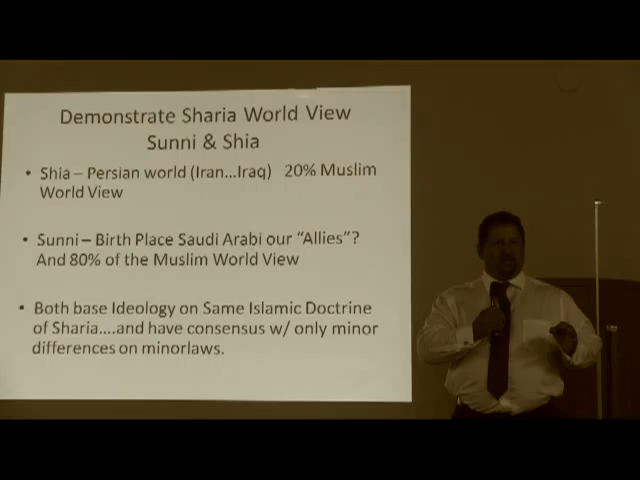 Demonstrate Sharia World View
Sunni & Shia
• Shia – Persian world (Iran...Iraq) 20% Muslim
World View
• Sunni – Birth Place Saudi Arabi our “Allies”?
And 80% of the Muslim World View
• Both base Ideology on Same Islamic Doctrine
of Sharia....and have consensus w/ only minor
differences on minorlaws.